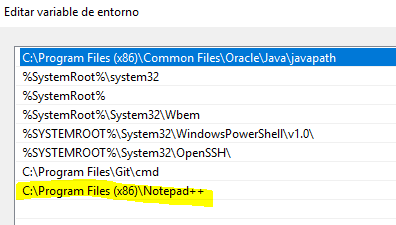 Editar variable de entorno
C:\Program Files (x86)\Common Files\Oracle\Java\javapath
%SystemRoot%\system32
%SystemRoot%
%SystemRoot%\System32\Wbem
%SYSTEMROOT%\System32\WindowsPowerShell\v1.0\
%SYSTEMROOT%\System32\OpenSSH\
C:\Program Files\Git\cmd
C:\Program Files (x86)\Notepad++